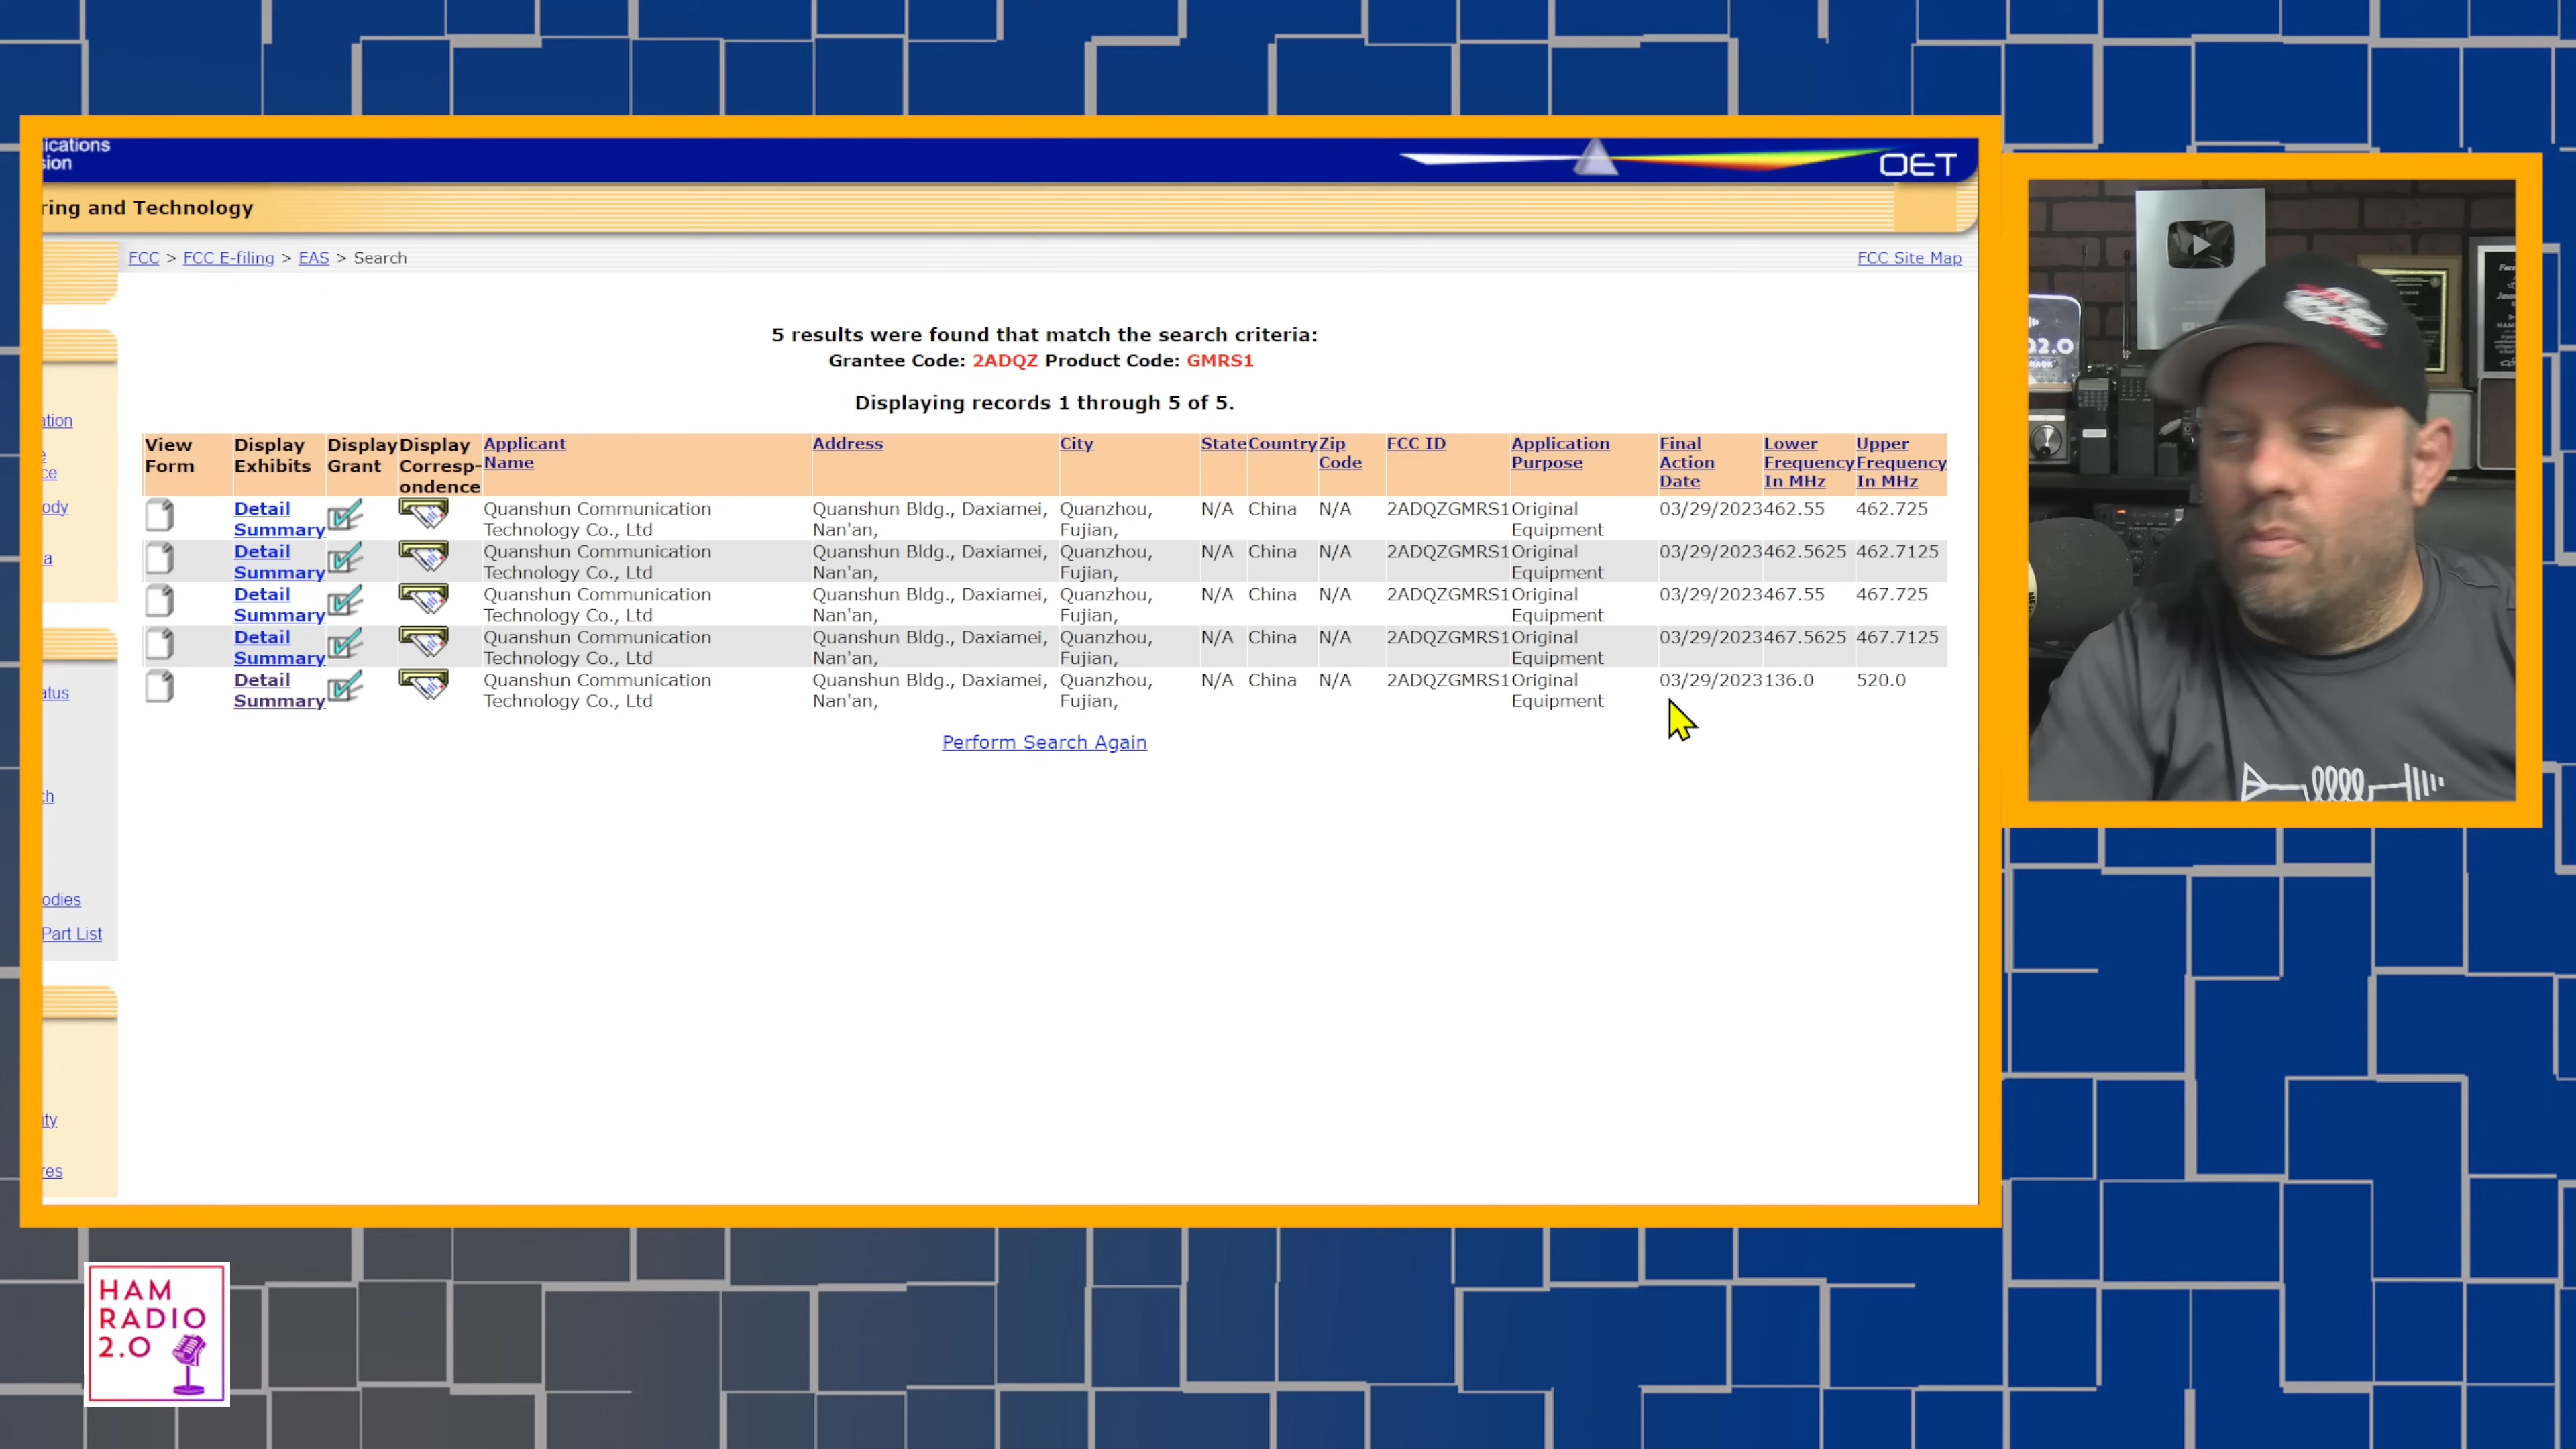 ications
sion
OET
ring and Technology
FCC > FCC E-filing > EAS > Search
FCC Site Map
5 results were found that match the search criteria:
Grantee Code: 2ADQZ Product Code: GMRS1
Displaying records 1 through 5 of 5.
View Form Display Exhibits Display Grant Display Corresp-ondence Applicant Name Address City State Country Zip Code FCC ID Application Purpose Final Action Date Lower Frequency In MHz Upper Frequency In MHz
Detail Summary Quanshun Communication Technology Co., Ltd Quanshun Bldg., Daxiamei, Nan'an, Quanzhou, Fujian, N/A China N/A 2ADQZGMRS1 Original Equipment 03/29/2023 462.55 462.725
Detail Summary Quanshun Communication Technology Co., Ltd Quanshun Bldg., Daxiamei, Nan'an, Quanzhou, Fujian, N/A China N/A 2ADQZGMRS1 Original Equipment 03/29/2023 462.5625 462.7125
Detail Summary Quanshun Communication Technology Co., Ltd Quanshun Bldg., Daxiamei, Nan'an, Quanzhou, Fujian, N/A China N/A 2ADQZGMRS1 Original Equipment 03/29/2023 467.55 467.725
Detail Summary Quanshun Communication Technology Co., Ltd Quanshun Bldg., Daxiamei, Nan'an, Quanzhou, Fujian, N/A China N/A 2ADQZGMRS1 Original Equipment 03/29/2023 467.5625 467.7125
Detail Summary Quanshun Communication Technology Co., Ltd Quanshun Bldg., Daxiamei, Nan'an, Quanzhou, Fujian, N/A China N/A 2ADQZGMRS1 Original Equipment 03/29/2023 136.0 520.0
Perform Search Again
ation
e
ce
ody
a
atus
ch
odies
Part List
ity
res
2.0
HAM
RADIO
2.0